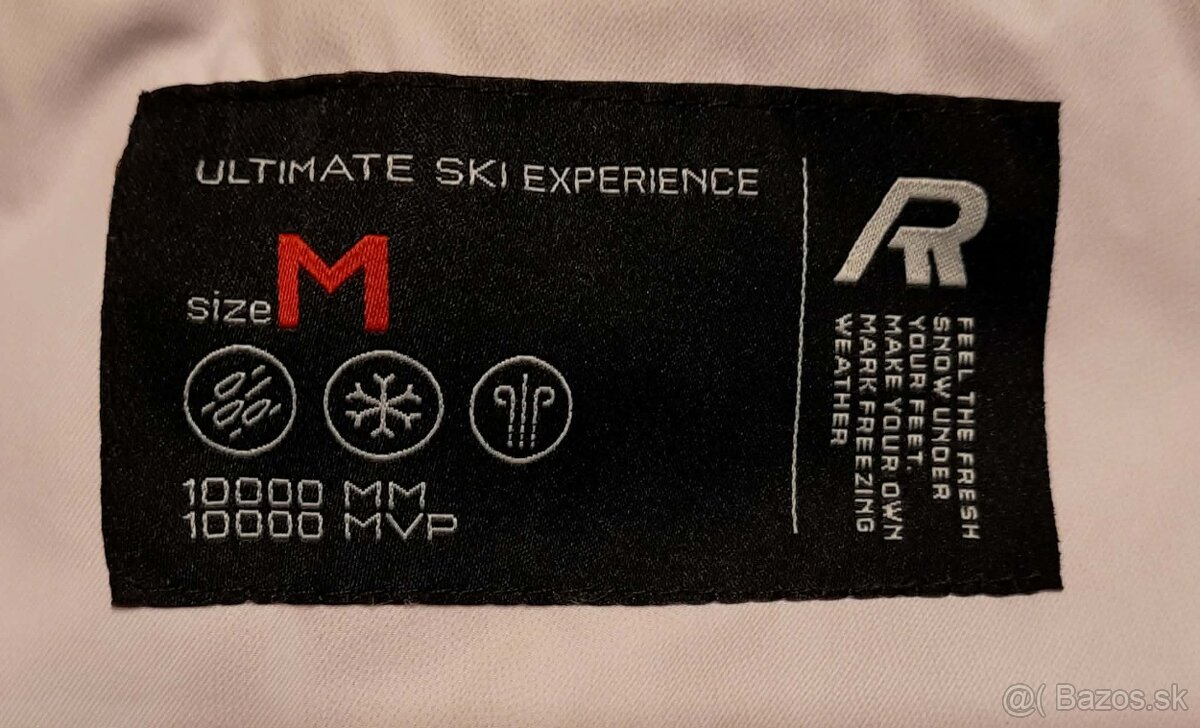 ULTIMATE SKI EXPERIENCE
size M
10000 MM
10000 MVP
FEEL THE FRESH
SNOW UNDER
YOUR FEET.
MAKE YOUR OWN
MARK FREEZING
WEATHER
@( Bazos.sk